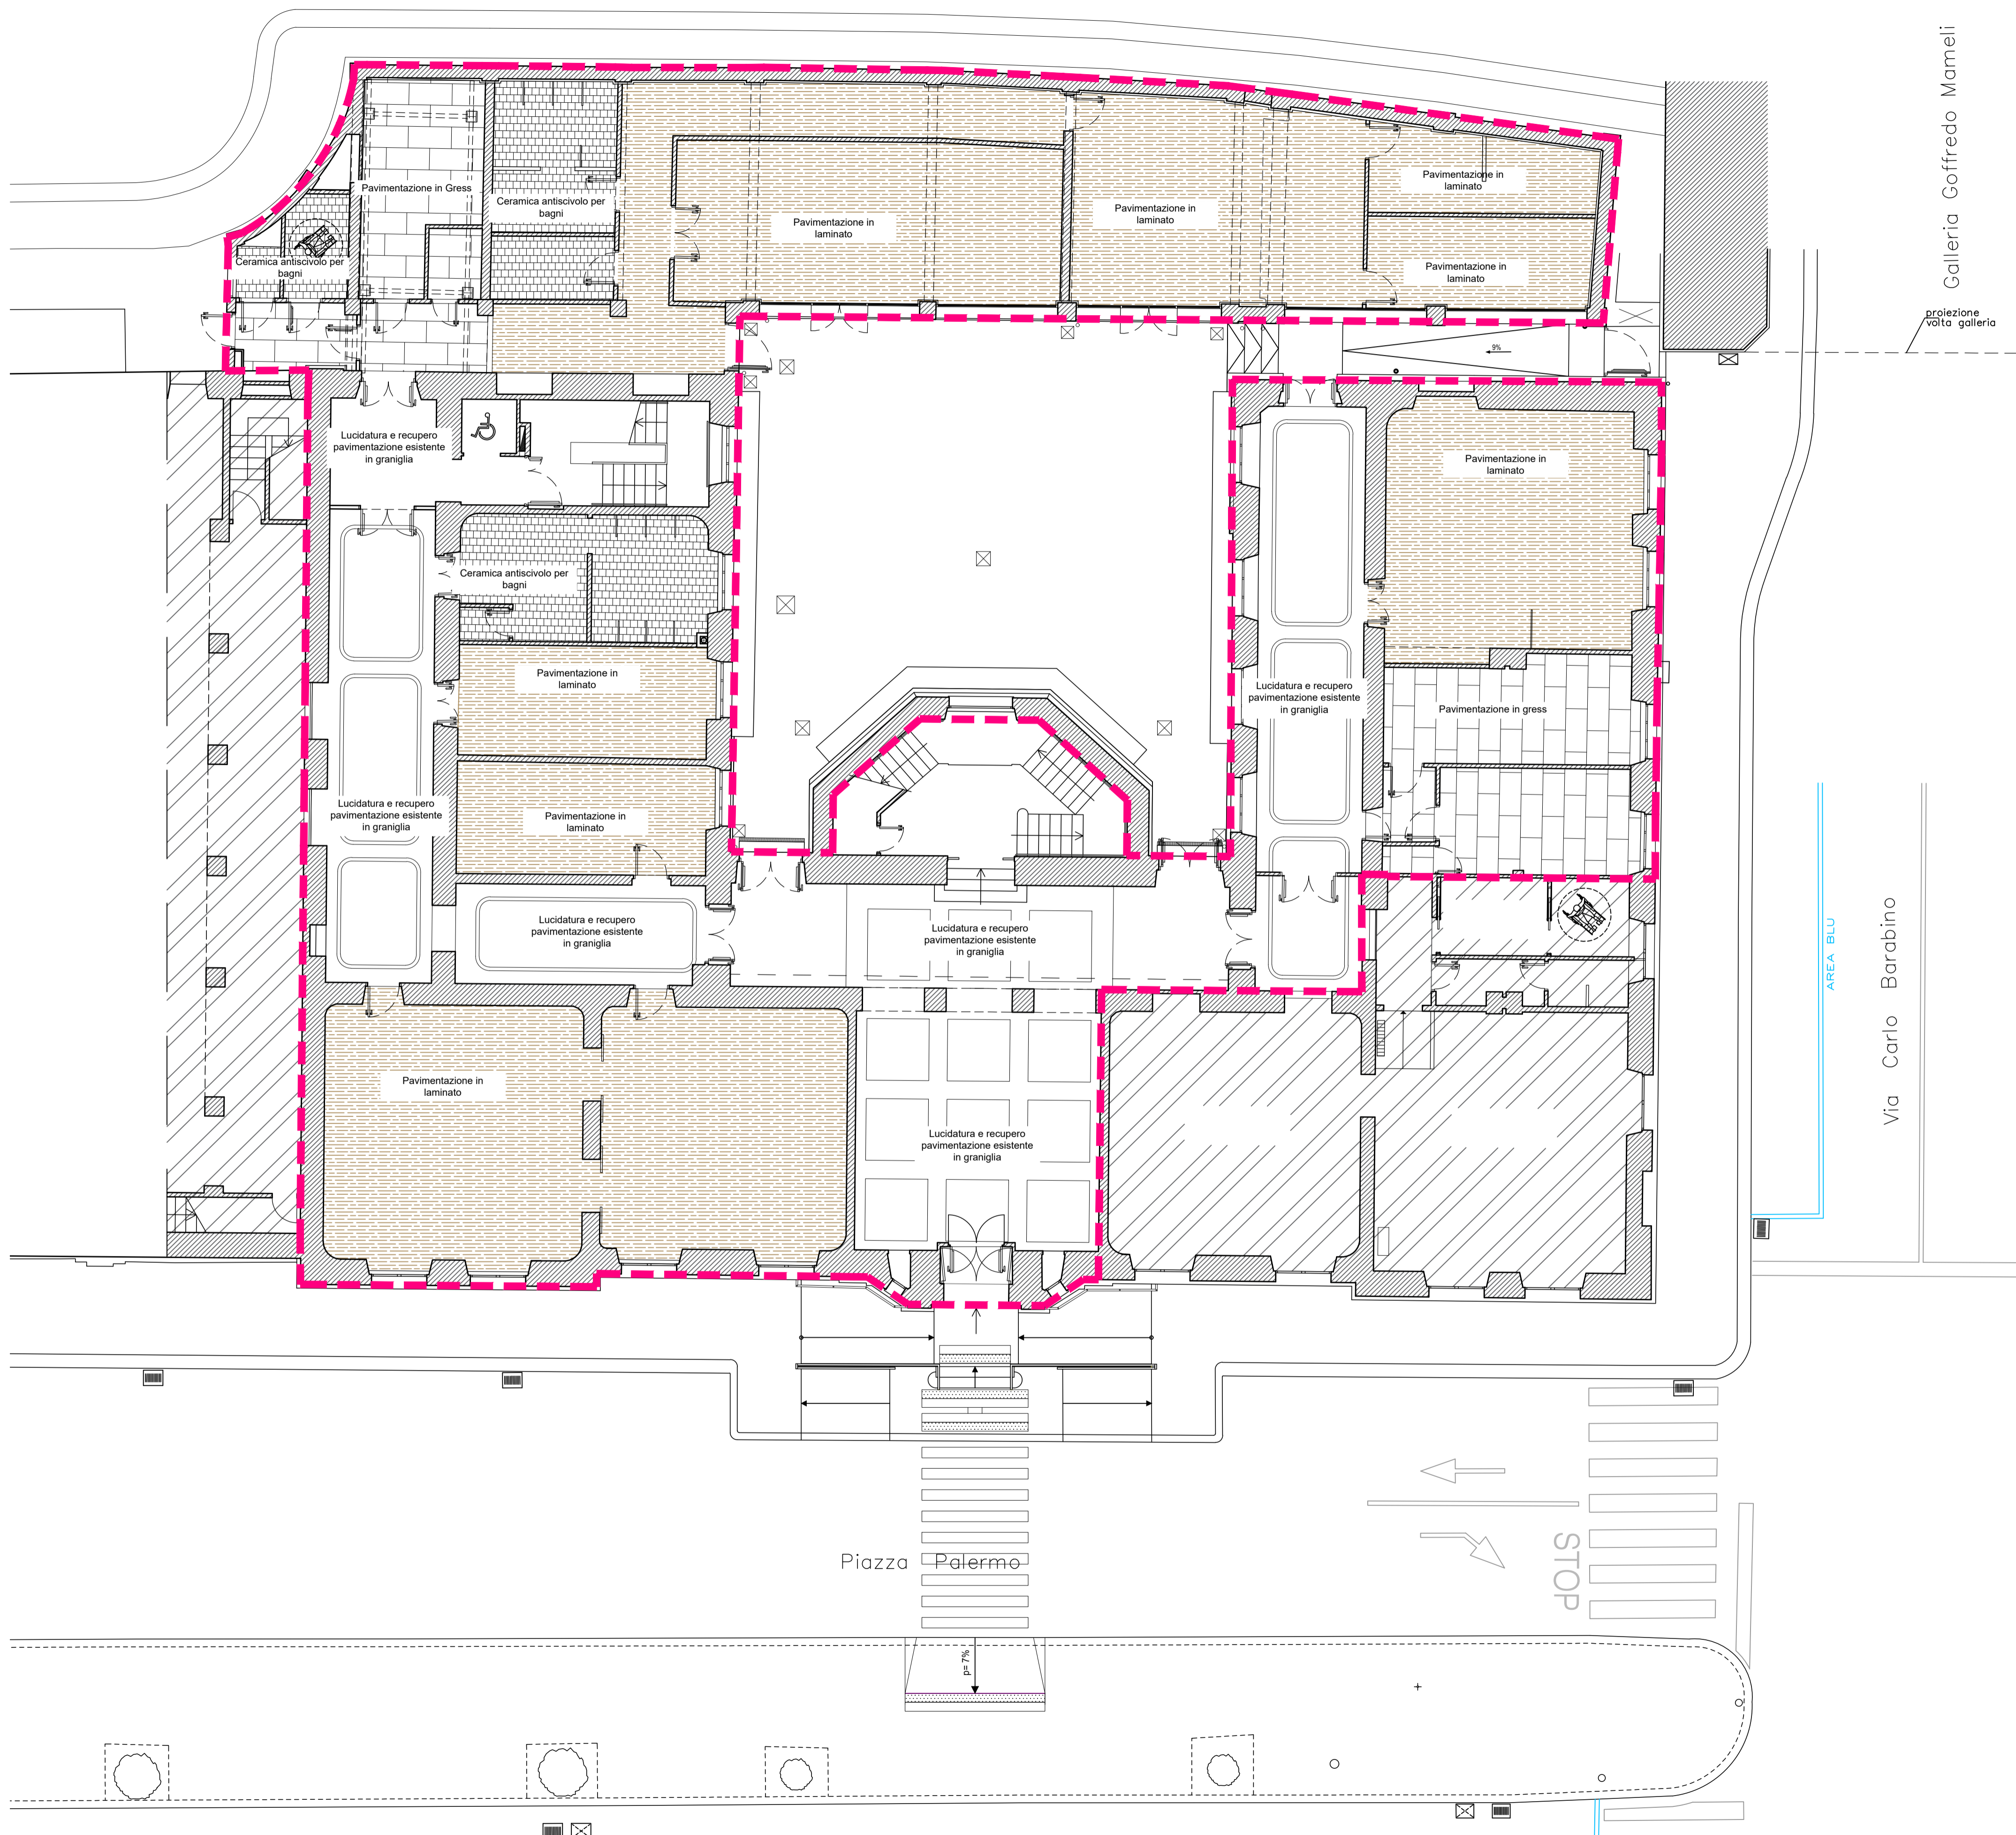 Galleria Goffredo Mameli
proiezione
volta galleria
Pavimentazione in Gress
Ceramica antiscivolo per
bagni
Ceramica antiscivolo per
bagni
Pavimentazione in
laminato
Pavimentazione in
laminato
Pavimentazione in
laminato
Pavimentazione in
laminato
9%
Lucidatura e recupero
pavimentazione esistente
in graniglia
Pavimentazione in
laminato
Ceramica antiscivolo per
bagni
Pavimentazione in
laminato
Lucidatura e recupero
pavimentazione esistente
in graniglia
Pavimentazione in gress
Lucidatura e recupero
pavimentazione esistente
in graniglia
Pavimentazione in
laminato
Lucidatura e recupero
pavimentazione esistente
in graniglia
Lucidatura e recupero
pavimentazione esistente
in graniglia
AREA BLU
Via Carlo Barabino
Pavimentazione in
laminato
Lucidatura e recupero
pavimentazione esistente
in graniglia
Piazza Palermo
STOP
p=7%